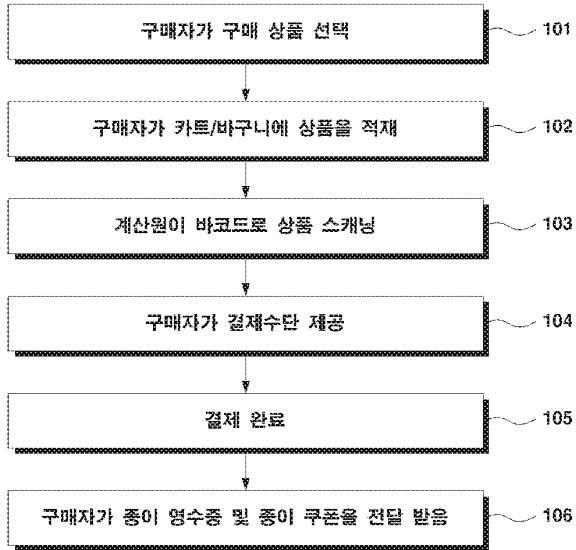 구매자가 구매 상품 선택
101
구매자가 카트/바구니에 상품을 적재
102
계산원이 바코드로 상품 스캐닝
103
구매자가 결제수단 제공
104
결제 완료
105
구매자가 종이 영수증 및 종이 쿠폰을 전달 받음
106